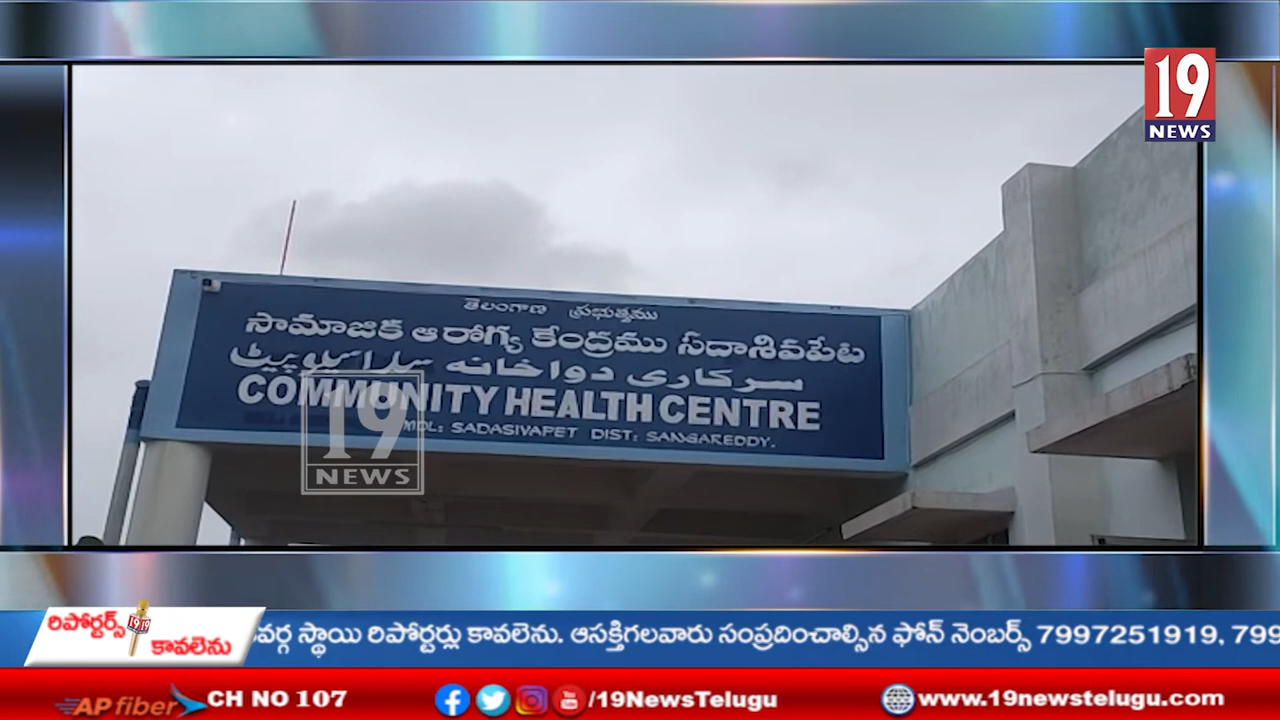 19
NEWS
తెలంగాణ ప్రభుత్వము
సామాజిక ఆరోగ్య కేంద్రము సదాశివపేట
سرکاری دواخانہ
COMMUNITY HEALTH CENTRE
MDL: SADASIVAPET DIST: SANGAREDDY.
19
NEWS
రిపోర్టర్స్
కావలెను
వర్గ స్థాయి రిపోర్టర్లు కావలెను. ఆసక్తిగలవారు సంప్రదించాల్సిన ఫోన్ నెంబర్స్ 7997251919, 799
AP fiber CH NO 107 /19NewsTelugu www.19newstelugu.com